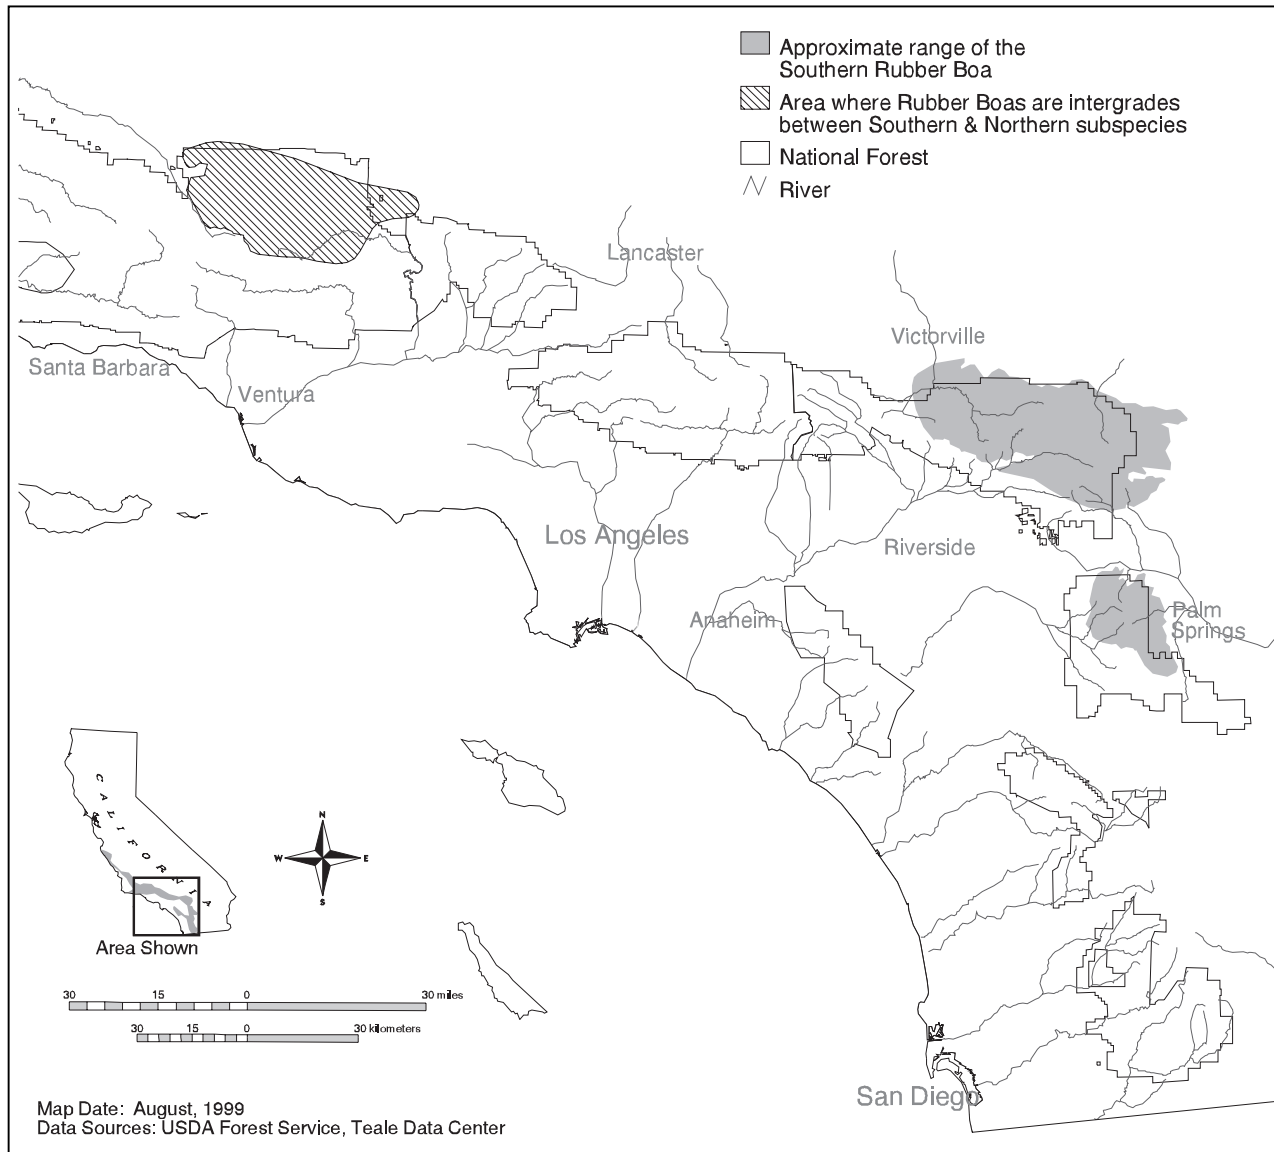 Approximate range of the
Southern Rubber Boa
Area where Rubber Boas are intergrades
between Southern & Northern subspecies
National Forest
River
Lancaster
Victorville
Santa Barbara
Ventura
Los Angeles
Riverside
Anaheim
Palm
Springs
CALIFORNIA
N
W E
S
Area Shown
30 15 0 30 miles
30 15 0 30 kilometers
San Diego
Map Date: August, 1999
Data Sources: USDA Forest Service, Teale Data Center